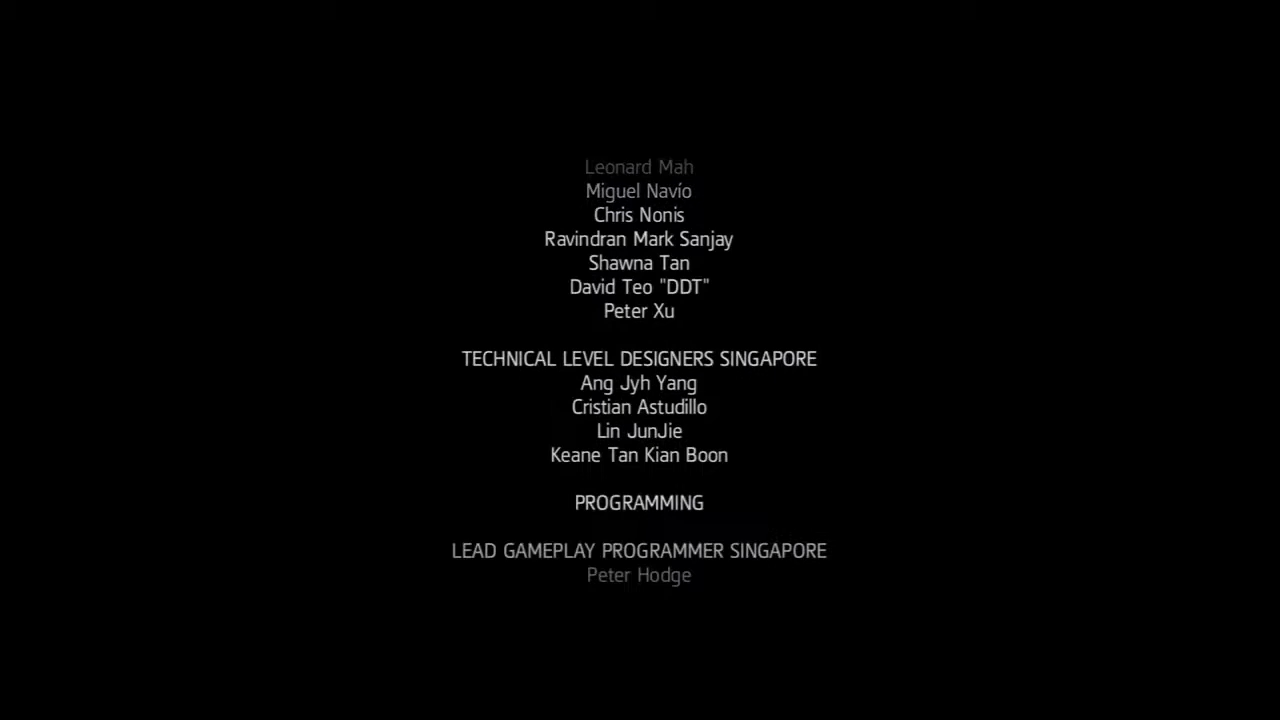 Leonard Mah
Miguel Navío
Chris Nonis
Ravindran Mark Sanjay
Shawna Tan
David Teo "DDT"
Peter Xu
TECHNICAL LEVEL DESIGNERS SINGAPORE
Ang Jyh Yang
Cristian Astudillo
Lin JunJie
Keane Tan Kian Boon
PROGRAMMING
LEAD GAMEPLAY PROGRAMMER SINGAPORE
Peter Hodge